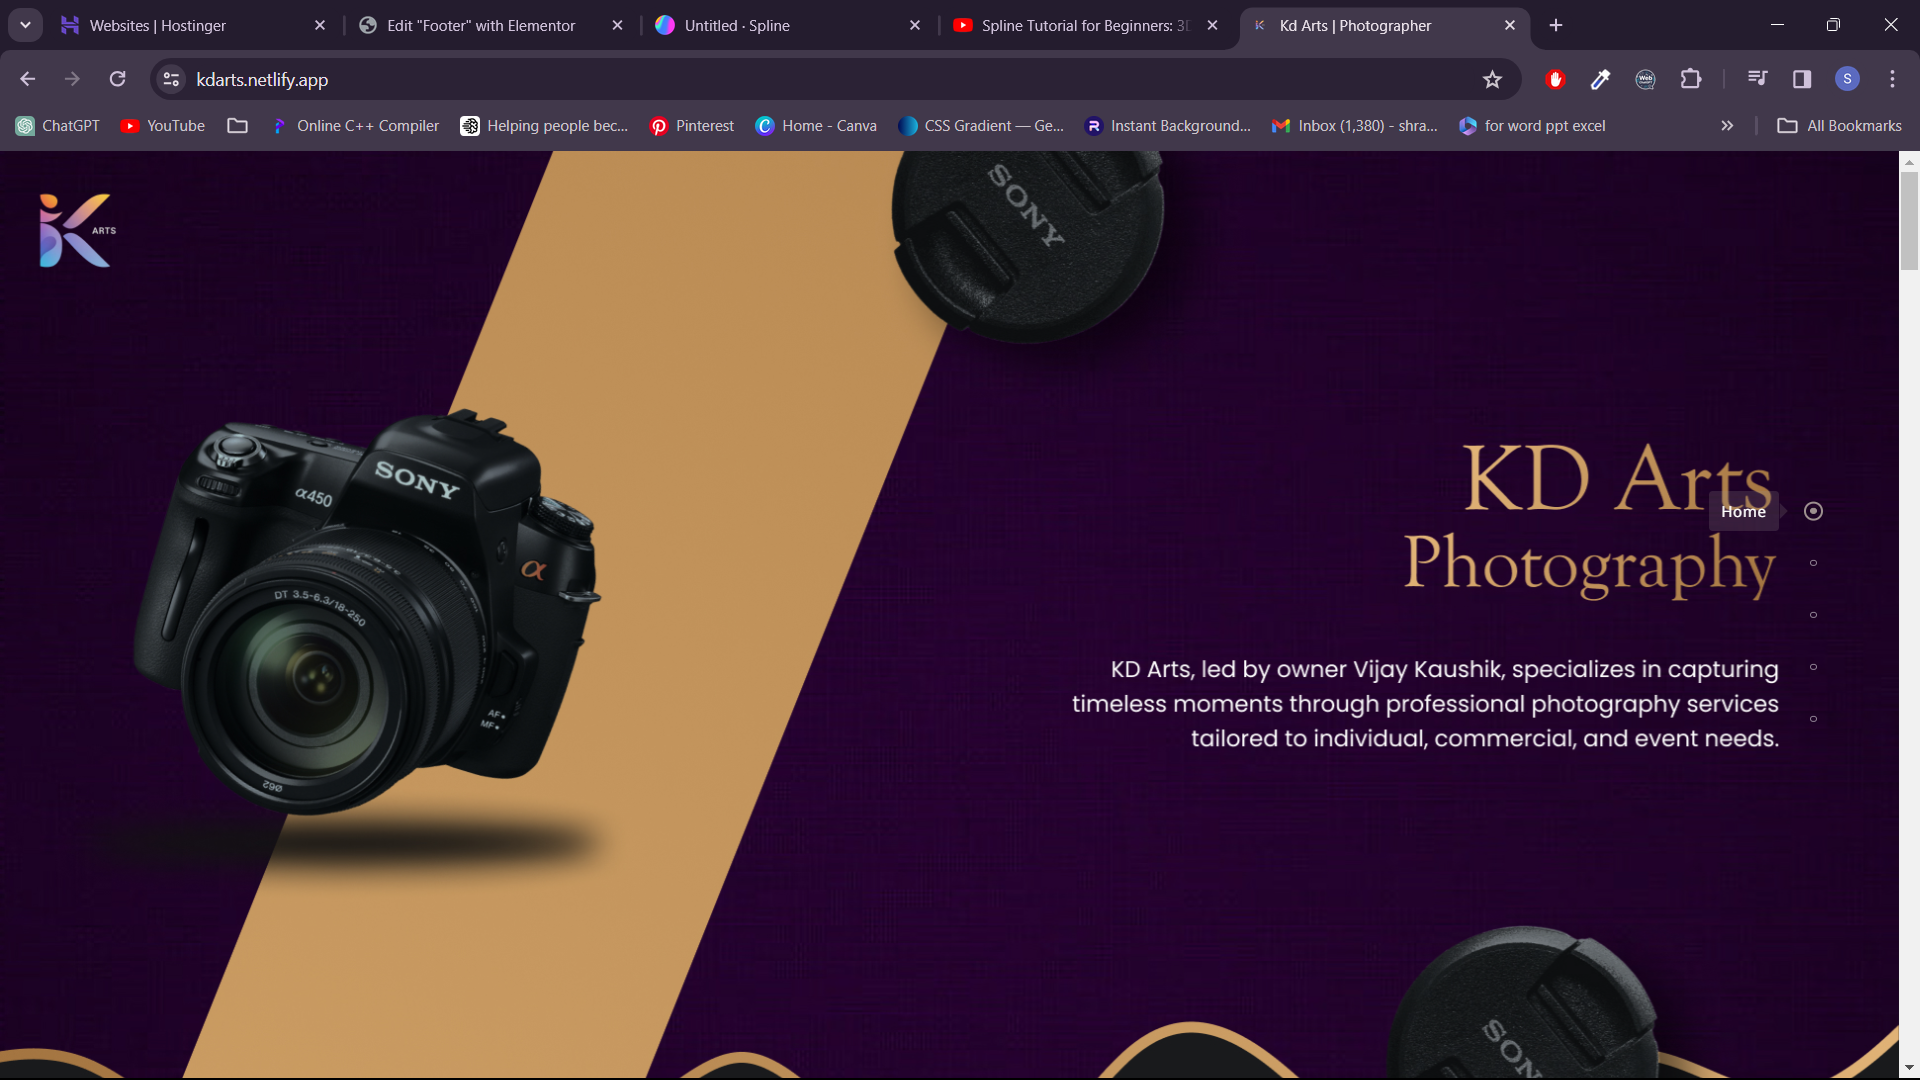 Websites | Hostinger
Edit "Footer" with Elementor
Untitled · Spline
Spline Tutorial for Beginners: 3D
Kd Arts | Photographer
kdarts.netlify.app
S
ChatGPT
YouTube
Online C++ Compiler
Helping people bec...
Pinterest
Home - Canva
CSS Gradient — Ge...
Instant Background...
Inbox (1,380) - shra...
for word ppt excel
All Bookmarks
K ARTS
SONY
SONY
α450
α
DT 3.5-6.3/18-250
AF
MF
ø62
KD Arts
Home
Photography
KD Arts, led by owner Vijay Kaushik, specializes in capturing
timeless moments through professional photography services
tailored to individual, commercial, and event needs.
SON